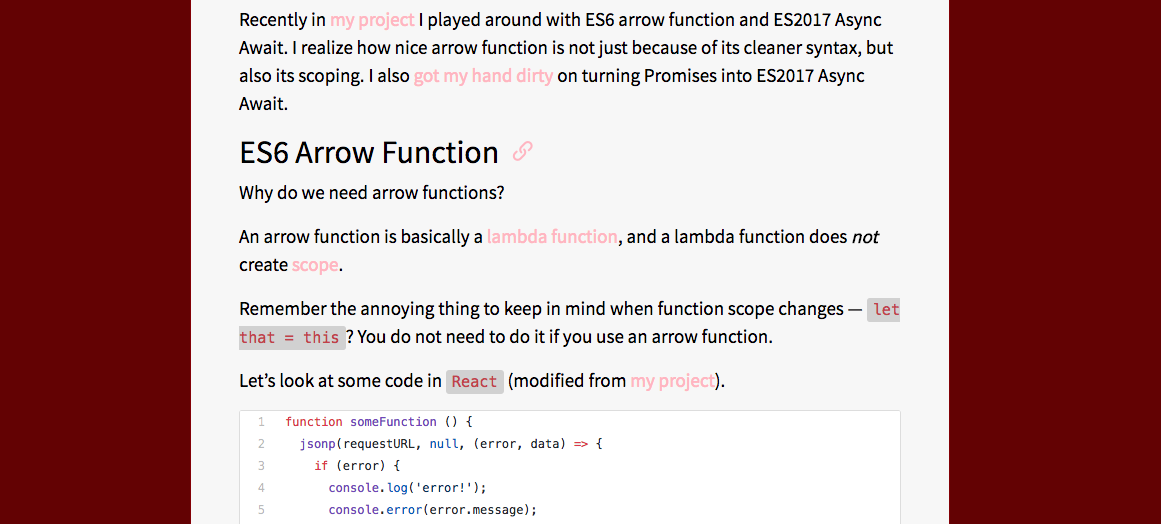 Recently in my project I played around with ES6 arrow function and ES2017 Async
Await. I realize how nice arrow function is not just because of its cleaner syntax, but
also its scoping. I also got my hand dirty on turning Promises into ES2017 Async
Await.
ES6 Arrow Function
Why do we need arrow functions?
An arrow function is basically a lambda function, and a lambda function does not
create scope.
Remember the annoying thing to keep in mind when function scope changes — let
that = this? You do not need to do it if you use an arrow function.
Let’s look at some code in React (modified from my project).
1 function someFunction () {
2 jsonp(requestURL, null, (error, data) => {
3 if (error) {
4 console.log('error!');
5 console.error(error.message);